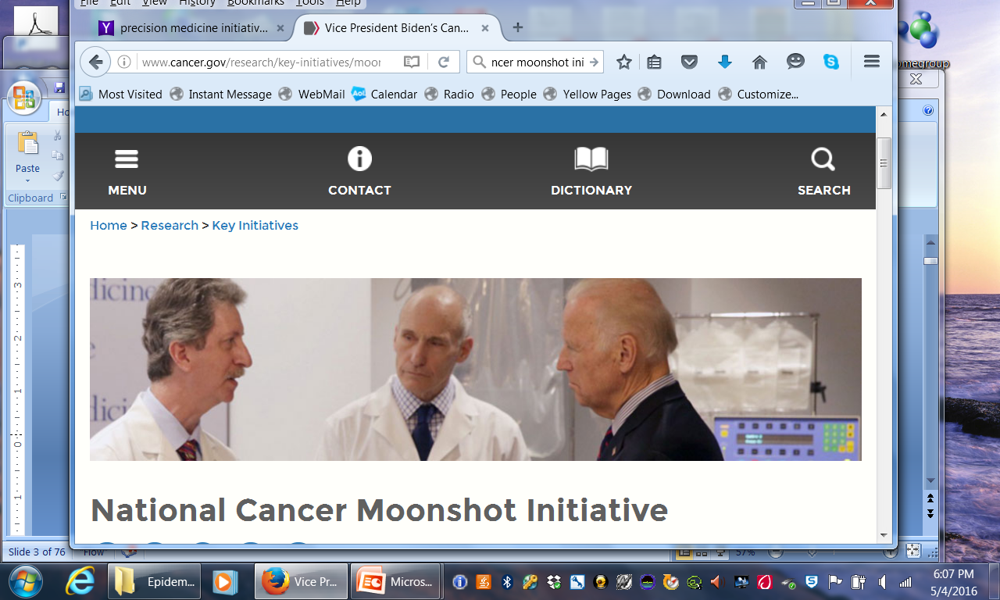 File Edit View History Bookmarks Tools Help
precision medicine initiativ... Vice President Biden's Can...
www.cancer.gov/research/key-initiatives/moor
ncer moonshot ini
Most Visited Instant Message WebMail Calendar Radio People Yellow Pages Download Customize...
Paste
Clipboard
MENU CONTACT DICTIONARY SEARCH
Home > Research > Key Initiatives
National Cancer Moonshot Initiative
Slide 3 of 76 "Flow" 57%
Epidem... Vice Pr... Micros...
6:07 PM
5/4/2016